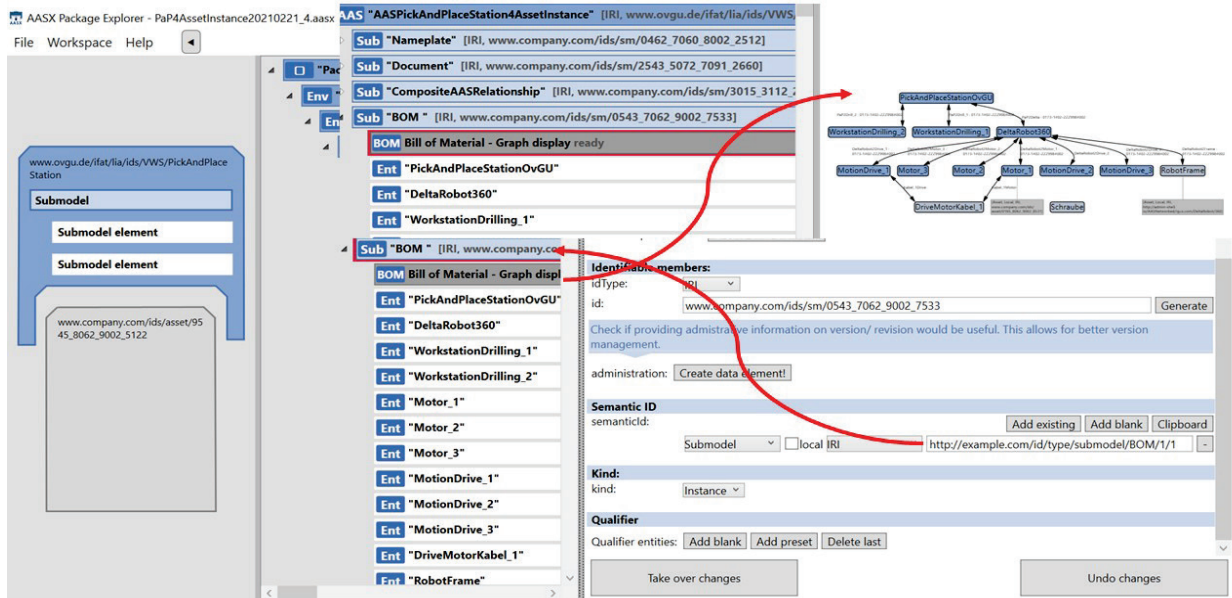 AASX Package Explorer - PaP4AssetInstance20210221_4.aasx
File Workspace Help
www.ovgu.de/ifat/lia/ids/VWS/PickAndPlace
Station
Submodel
Submodel element
Submodel element
www.company.com/ids/asset/95
45_8062_9002_5122
"Pac
Env
En
AAS "AASPickAndPlaceStation4AssetInstance" [IRI, www.ovgu.de/ifat/lia/ids/VWS,
Sub "Nameplate" [IRI, www.company.com/ids/sm/0462_7060_8002_2512]
Sub "Document" [IRI, www.company.com/ids/sm/2543_5072_7091_2660]
Sub "CompositeAASRelationship" [IRI, www.company.com/ids/sm/3015_3112_2
Sub "BOM " [IRI, www.company.com/ids/sm/0543_7062_9002_7533]
BOM Bill of Material - Graph display ready
Ent "PickAndPlaceStationOvGU"
Ent "DeltaRobot360"
Ent "WorkstationDrilling_1"
Sub "BOM " [IRI, www.company.co
BOM Bill of Material - Graph displ
Ent "PickAndPlaceStationOvGU"
Ent "DeltaRobot360"
Ent "WorkstationDrilling_1"
Ent "WorkstationDrilling_2"
Ent "Motor_1"
Ent "Motor_2"
Ent "Motor_3"
Ent "MotionDrive_1"
Ent "MotionDrive_2"
Ent "MotionDrive_3"
Ent "DriveMotorKabel_1"
Ent "RobotFrame"
PickAndPlaceStationOvGU
WorkstationDrilling_2 WorkstationDrilling_1 DeltaRobot360
MotionDrive_1 Motor_3 Motor_2 Motor_1 MotionDrive_2 MotionDrive_3 RobotFrame
DriveMotorKabel_1 Schraube
Identifiable members:
idType: IRI
id: www.company.com/ids/sm/0543_7062_9002_7533 Generate
Check if providing admistrative information on version/ revision would be useful. This allows for better version
management.
administration: Create data element!
Semantic ID
semanticId: Add existing Add blank Clipboard
Submodel local IRI http://example.com/id/type/submodel/BOM/1/1 -
Kind:
kind: Instance
Qualifier
Qualifier entities: Add blank Add preset Delete last
Take over changes Undo changes